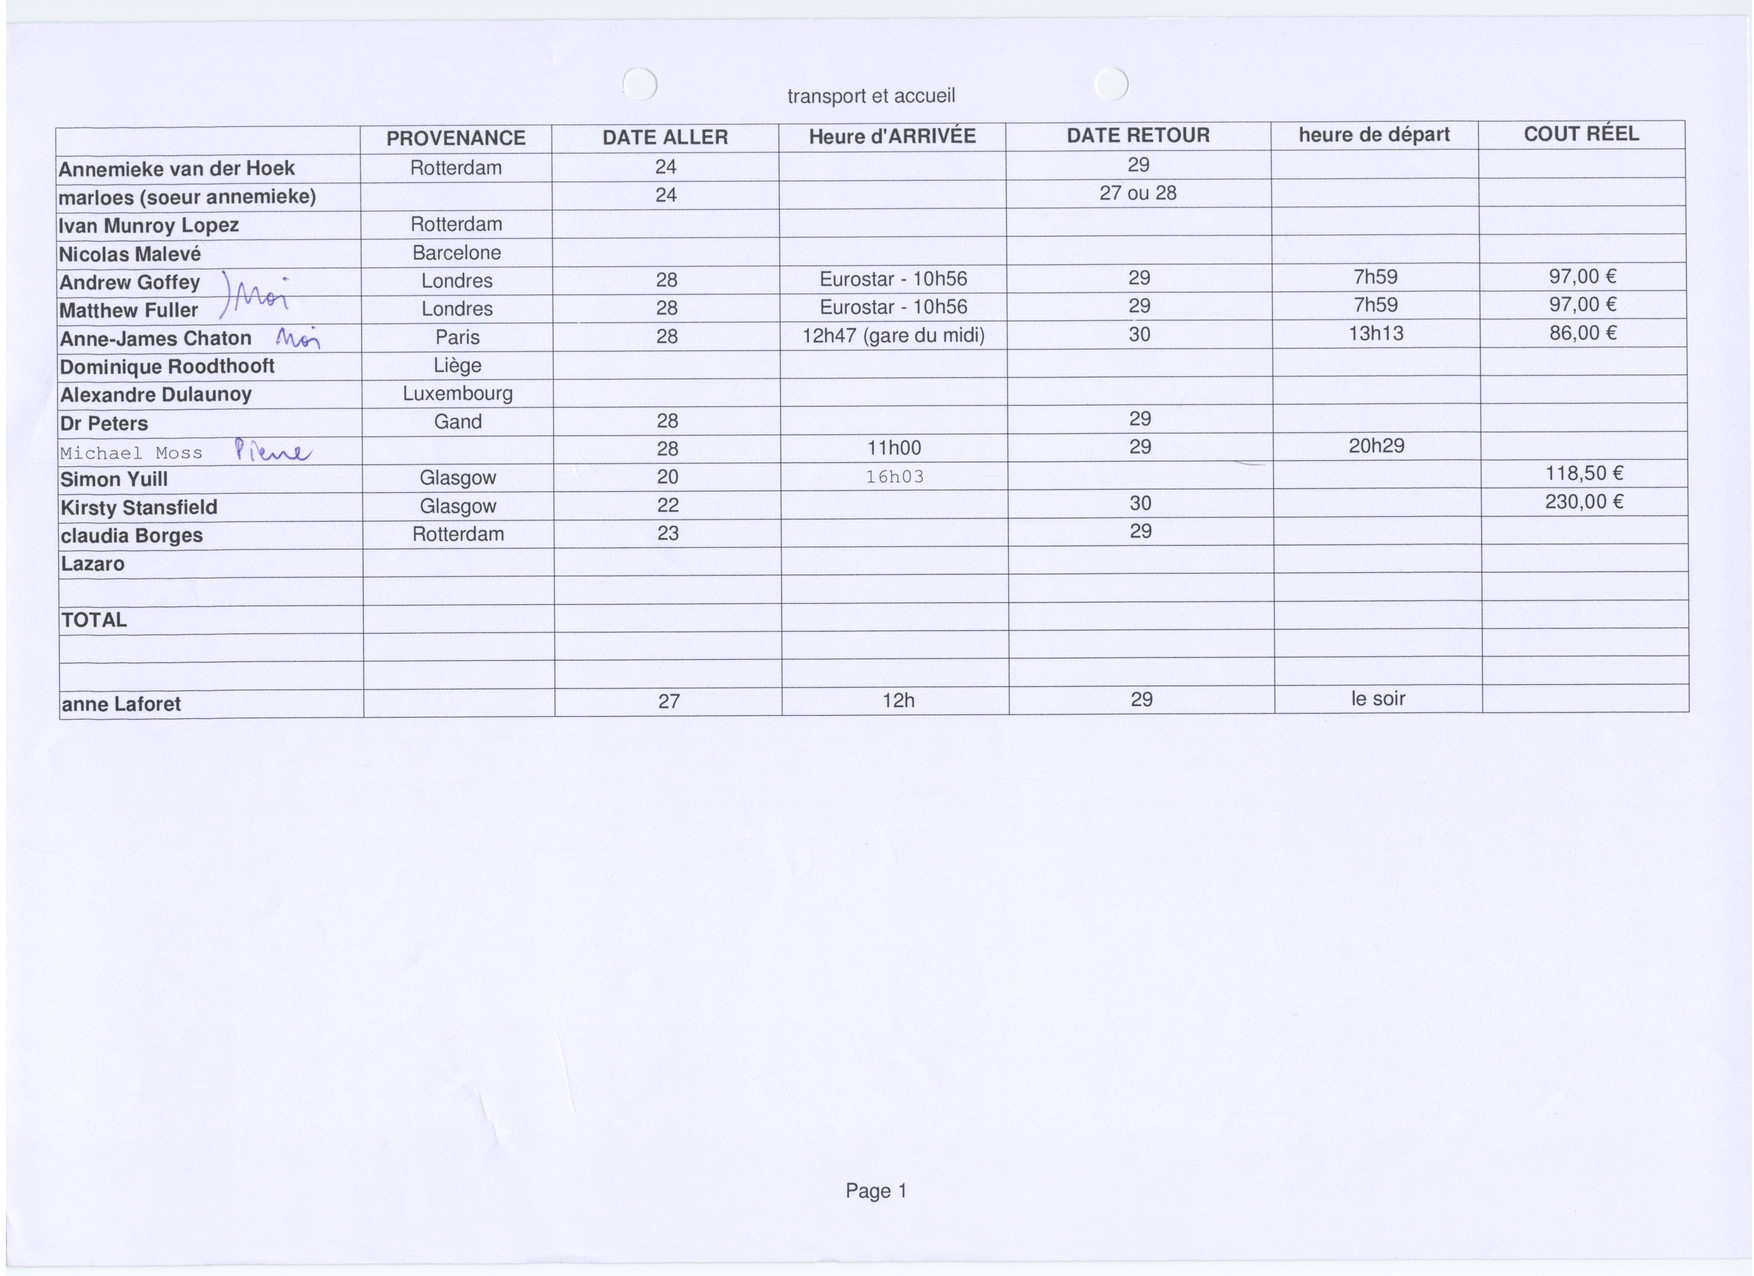 transport et accueil
PROVENANCE DATE ALLER Heure d'ARRIVÉE DATE RETOUR heure de départ COUT RÉEL
Annemieke van der Hoek Rotterdam 24 29
marloes (soeur annemieke) 24 27 ou 28
Ivan Munroy Lopez Rotterdam
Nicolas Malevé Barcelone
Andrew Goffey ) Moi Londres 28 Eurostar - 10h56 29 7h59 97,00 €
Matthew Fuller Londres 28 Eurostar - 10h56 29 7h59 97,00 €
Anne-James Chaton Moi Paris 28 12h47 (gare du midi) 30 13h13 86,00 €
Dominique Roodthooft Liège
Alexandre Dulaunoy Luxembourg
Dr Peters Gand 28 29
Michael Moss Pierre 28 11h00 29 20h29
Simon Yuill Glasgow 20 16h03 118,50 €
Kirsty Stansfield Glasgow 22 30 230,00 €
claudia Borges Rotterdam 23 29
Lazaro
TOTAL
anne Laforet 27 12h 29 le soir
Page 1